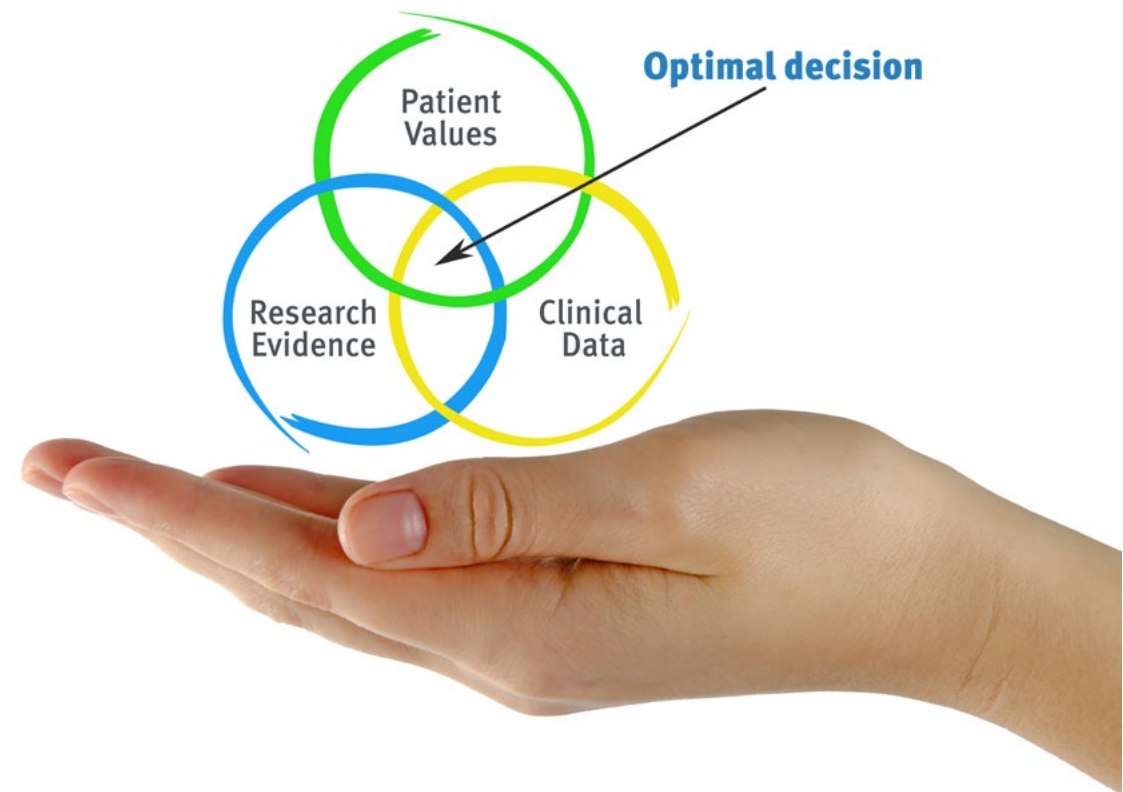 Optimal decision
Patient
Values
Research
Evidence
Clinical
Data